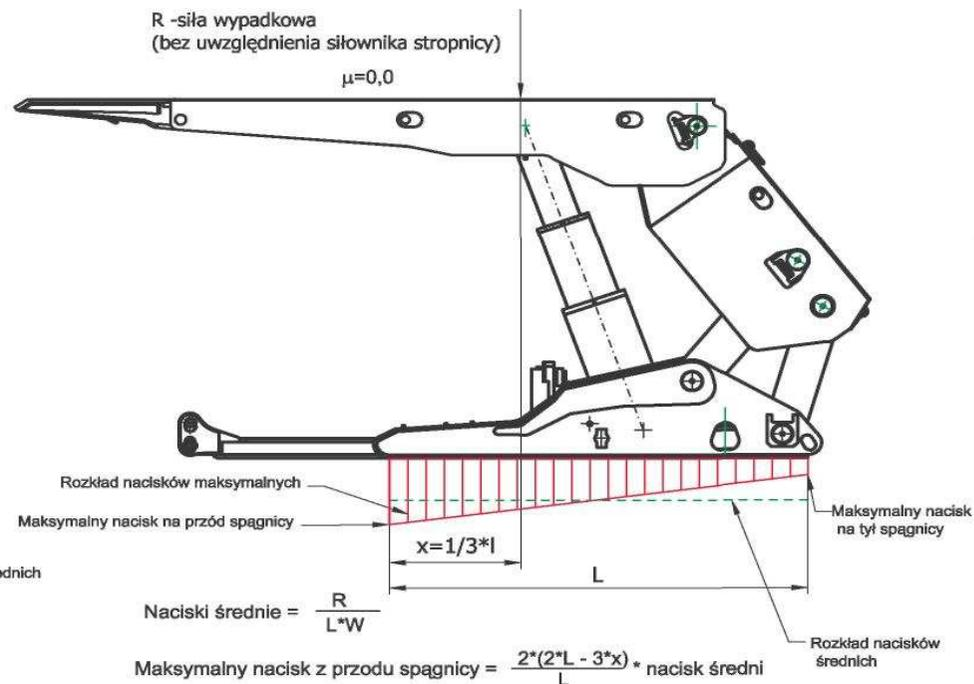 R -siła wypadkowa
(bez uwzględnienia siłownika stropnicy)
μ=0,0
Rozkład nacisków maksymalnych
Maksymalny nacisk na przód spągnicy
Maksymalny nacisk
na tył spągnicy
x=1/3*l
L
ednich
Naciski średnie = R
L*W
Rozkład nacisków
średnich
Maksymalny nacisk z przodu spągnicy = 2*(2*L - 3*x) * nacisk średni
L